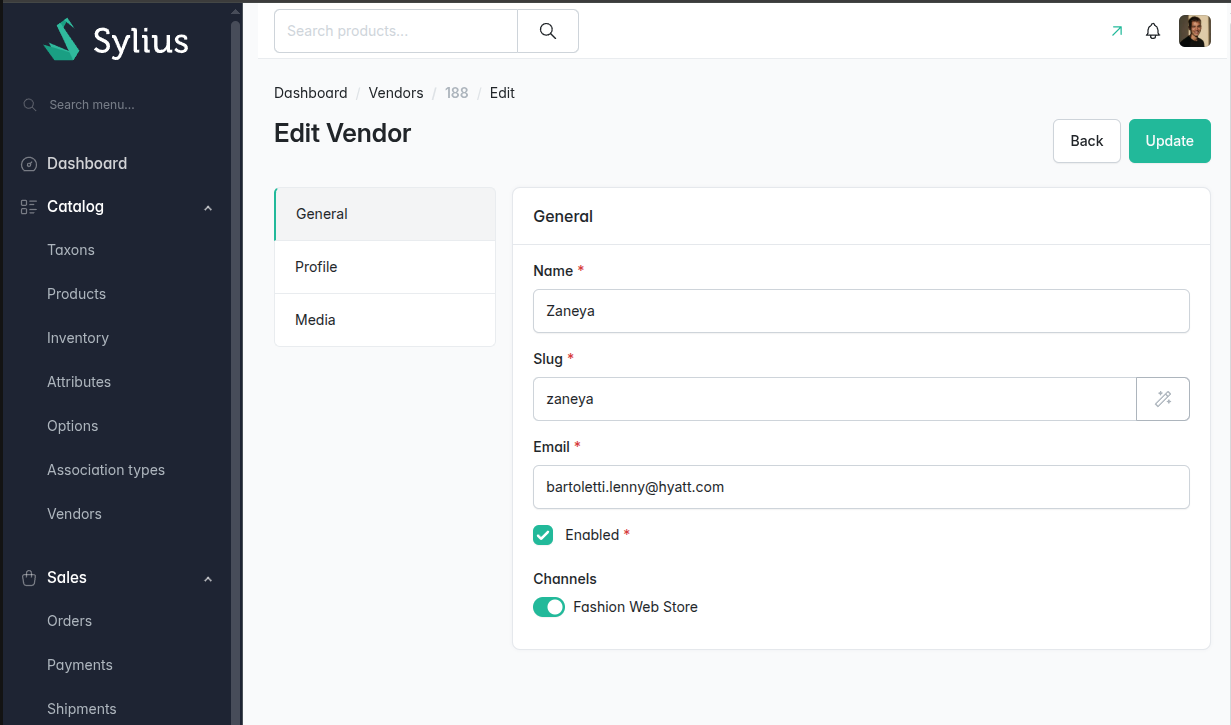 Sylius
Search menu...
Dashboard
Catalog
Taxons
Products
Inventory
Attributes
Options
Association types
Vendors
Sales
Orders
Payments
Shipments
Search products...
Dashboard / Vendors / 188 / Edit
Edit Vendor
Back
Update
General
Profile
Media
General
Name *
Zaneya
Slug *
zaneya
Email *
bartoletti.lenny@hyatt.com
Enabled *
Channels
Fashion Web Store